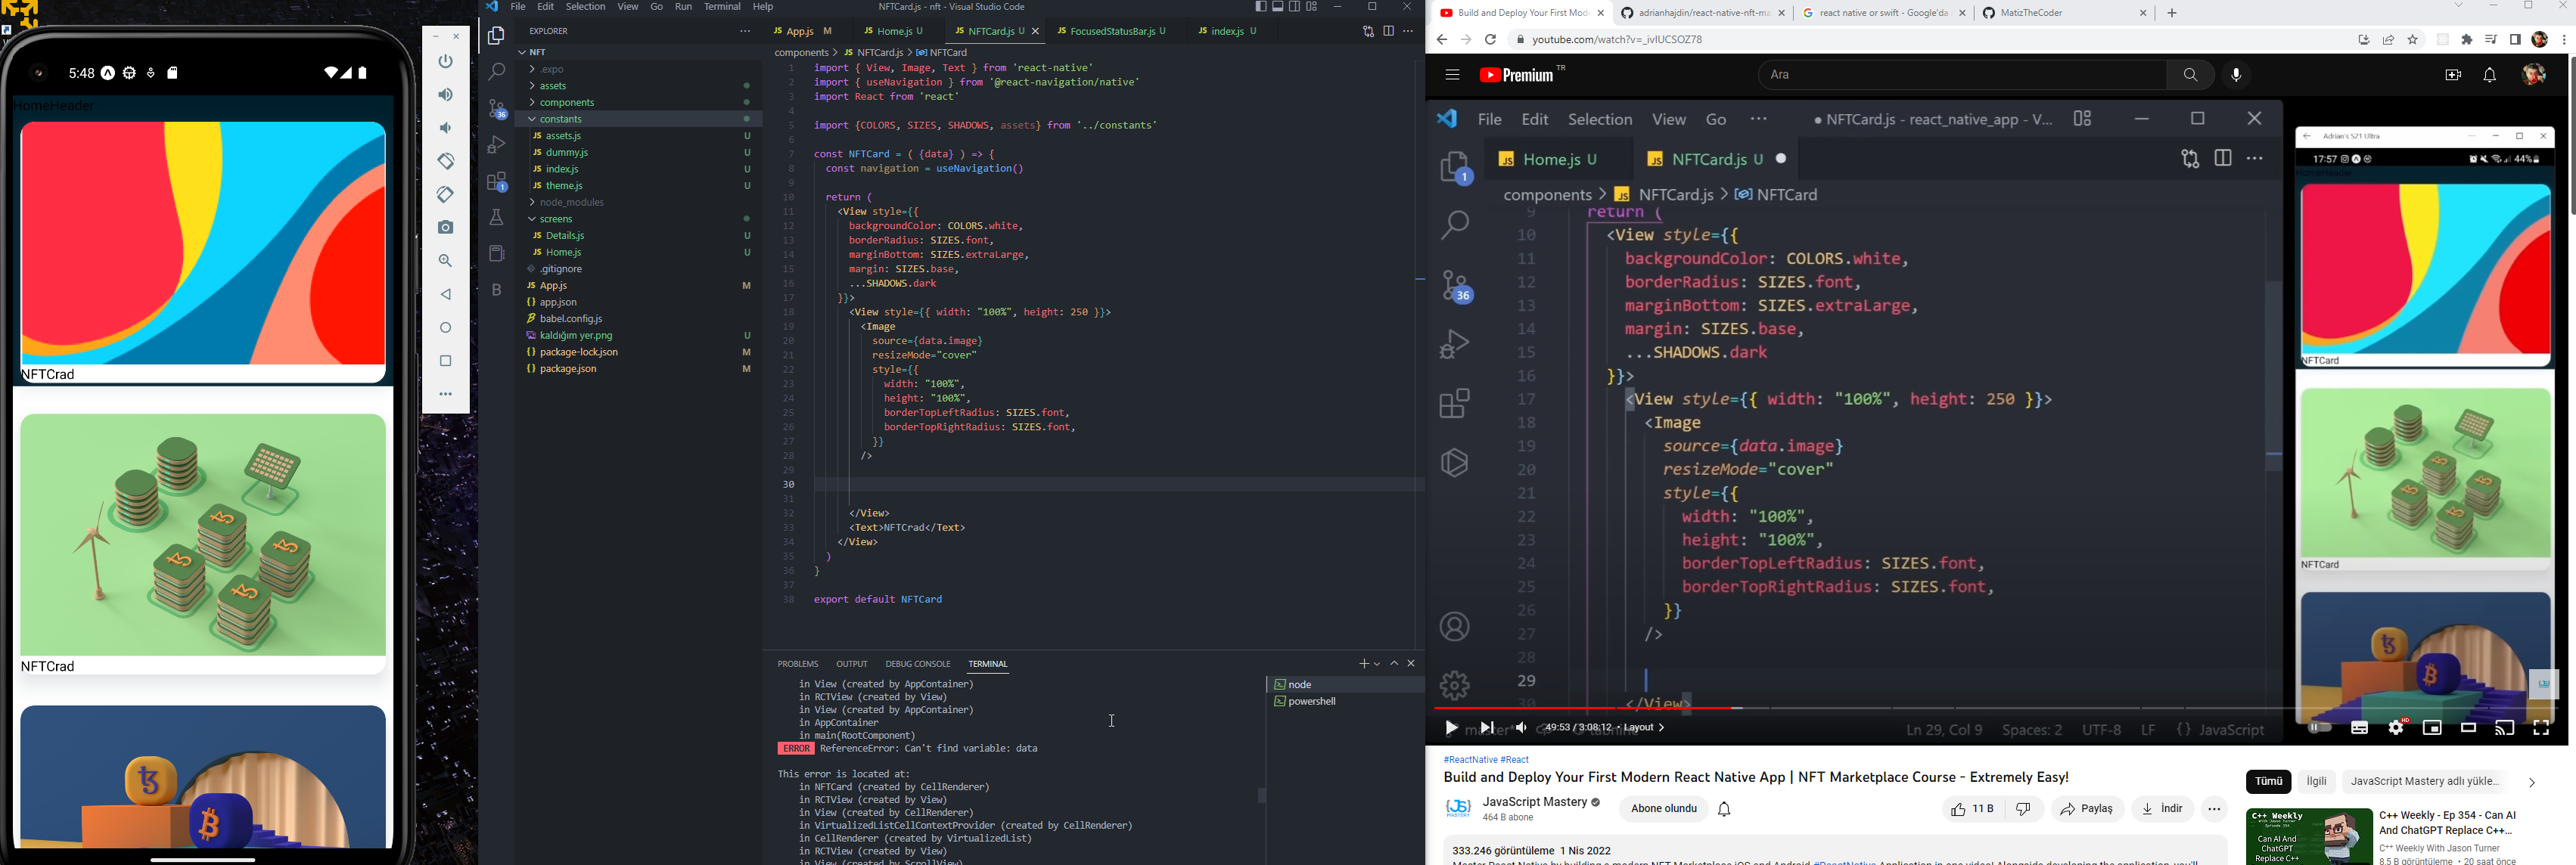 5:48
HomeHeader
NFTCrad
NFTCrad
File Edit Selection View Go Run Terminal Help
NFTCard.js - nft - Visual Studio Code
EXPLORER
NFT
.expo
assets
components
constants
assets.js U
dummy.js U
index.js U
theme.js U
node_modules
screens
Details.js U
Home.js U
.gitignore
App.js M
app.json
babel.config.js
kaldığım yer.png U
package-lock.json M
package.json M
36
1
App.js M
Home.js U
NFTCard.js U
FocusedStatusBar.js U
index.js U
components > NFTCard.js > NFTCard
1 import { View, Image, Text } from 'react-native'
2 import { useNavigation } from '@react-navigation/native'
3 import React from 'react'
4
5 import {COLORS, SIZES, SHADOWS, assets} from '../constants'
6
7 const NFTCard = ( {data} ) => {
8 const navigation = useNavigation()
9
10 return (
11 <View style={{
12 backgroundColor: COLORS.white,
13 borderRadius: SIZES.font,
14 marginBottom: SIZES.extraLarge,
15 margin: SIZES.base,
16 ...SHADOWS.dark
17 }}>
18 <View style={{ width: "100%", height: 250 }}>
19 <Image
20 source={data.image}
21 resizeMode="cover"
22 style={{
23 width: "100%",
24 height: "100%",
25 borderTopLeftRadius: SIZES.font,
26 borderTopRightRadius: SIZES.font,
27 }}
28 />
29
30
31
32 </View>
33 <Text>NFTCrad</Text>
34 </View>
35 )
36 }
37
38 export default NFTCard
PROBLEMS OUTPUT DEBUG CONSOLE TERMINAL
in View (created by AppContainer)
in RCTView (created by View)
in View (created by AppContainer)
in AppContainer
in main(RootComponent)
ERROR ReferenceError: Can't find variable: data
This error is located at:
in NFTCard (created by CellRenderer)
in RCTView (created by View)
in View (created by CellRenderer)
in VirtualizedListCellContextProvider (created by CellRenderer)
in CellRenderer (created by VirtualizedList)
in RCTView (created by View)
in View (created by ScrollView)
node
powershell
Build and Deploy Your First Mode
adrianhajdin/react-native-nft-ma
react native or swift - Google'da
MatizTheCoder
youtube.com/watch?v=_ivIUCSOZ78
Premium TR
Ara
File Edit Selection View Go ···
NFTCard.js - react_native_app - V...
Home.js U
NFTCard.js U
components > NFTCard.js > NFTCard
1
36
9 return (
10 <View style={{
11 backgroundColor: COLORS.white,
12 borderRadius: SIZES.font,
13 marginBottom: SIZES.extraLarge,
14 margin: SIZES.base,
15 ...SHADOWS.dark
16 }}>
17 <View style={{ width: "100%", height: 250 }}>
18 <Image
19 source={data.image}
20 resizeMode="cover"
21 style={{
22 width: "100%",
23 height: "100%",
24 borderTopLeftRadius: SIZES.font,
25 borderTopRightRadius: SIZES.font,
26 }}
27 />
28
29
30 </View>
master*
49:53 / 3:08:12 • Layout >
Ln 29, Col 9 Spaces: 2 UTF-8 LF {} JavaScript
HD
Adrian's S21 Ultra
17:57
44%
HomeHeader
NFTCard
NFTCard
#ReactNative #React
Build and Deploy Your First Modern React Native App | NFT Marketplace Course - Extremely Easy!
JS
MASTERY
JavaScript Mastery
464 B abone
Abone olundu
11 B
Paylaş
İndir
333.246 görüntüleme 1 Nis 2022
Tümü
İlgili
JavaScript Mastery adlı yükle...
C++ Weekly
Can AI And ChatGPT Replace C++
C++ Weekly - Ep 354 - Can AI And ChatGPT Replace C++...
C++ Weekly With Jason Turner
8,5 B görüntüleme • 20 saat önce